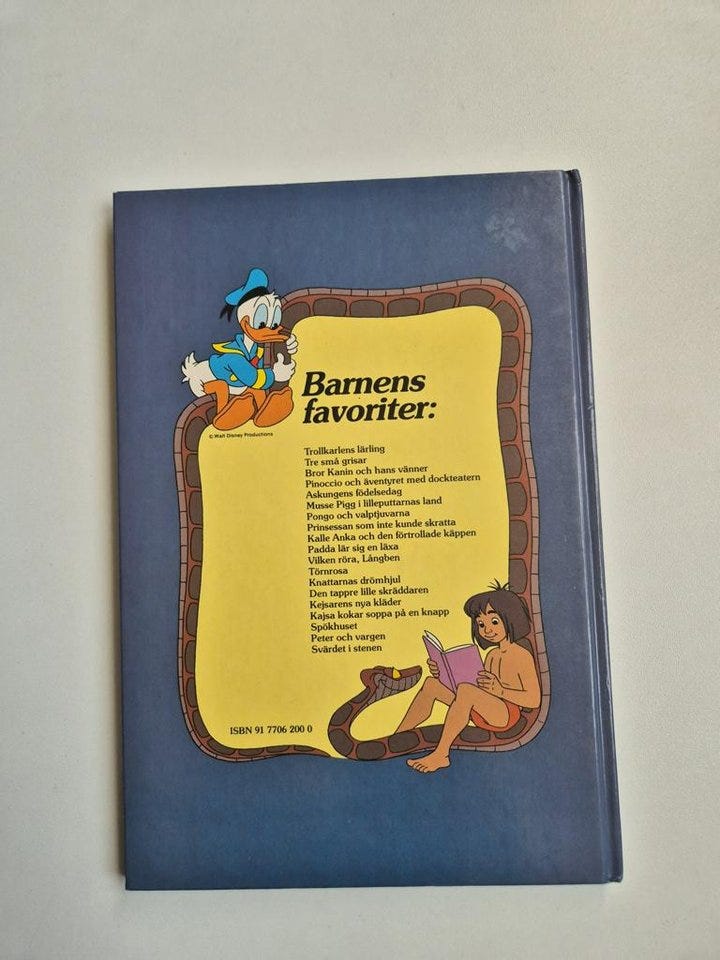 Barnens
favoriter:
© Walt Disney Productions
Trollkarlens lärling
Tre små grisar
Bror Kanin och hans vänner
Pinoccio och äventyret med dockteatern
Askungens födelsedag
Musse Pigg i lilleputtarnas land
Pongo och valptjuvarna
Prinsessan som inte kunde skratta
Kalle Anka och den förtrollade käppen
Padda lär sig en läxa
Vilken röra, Långben
Törnrosa
Knattarnas drömhjul
Den tappre lille skräddaren
Kejsarens nya kläder
Kajsa kokar soppa på en knapp
Spökhuset
Peter och vargen
Svärdet i stenen
ISBN 91 7706 200 0